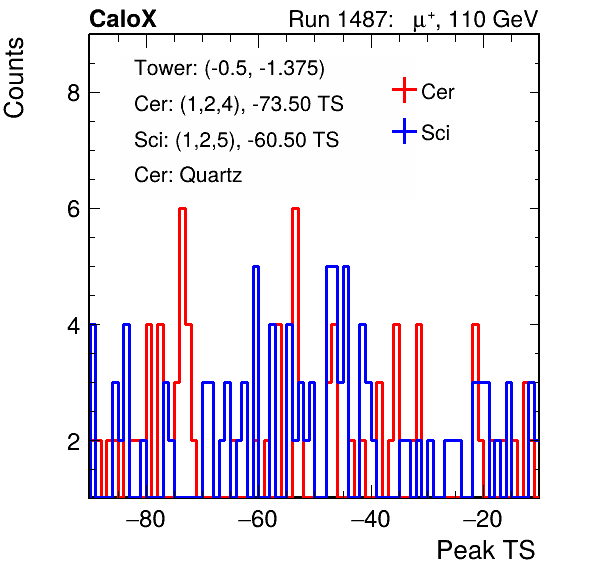 CaloX Run 1487: μ⁺, 110 GeV
Counts
Tower: (-0.5, -1.375)
Cer: (1,2,4), -73.50 TS
Sci: (1,2,5), -60.50 TS
Cer: Quartz
Cer
Sci
8
6
4
2
−80 −60 −40 −20
Peak TS